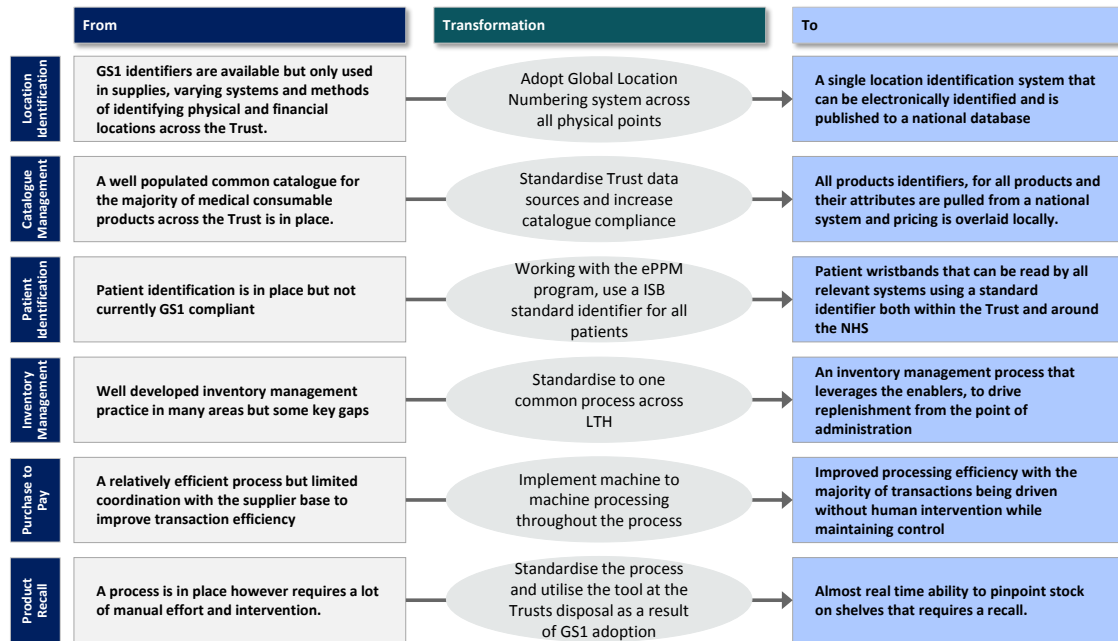 From
Transformation
To
Location
Identification
GS1 identifiers are available but only used
in supplies, varying systems and methods
of identifying physical and financial
locations across the Trust.
Adopt Global Location
Numbering system across
all physical points
A single location identification system that
can be electronically identified and is
published to a national database
Catalogue
Management
A well populated common catalogue for
the majority of medical consumable
products across the Trust is in place.
Standardise Trust data
sources and increase
catalogue compliance
All products identifiers, for all products and
their attributes are pulled from a national
system and pricing is overlaid locally.
Patient
Identification
Patient identification is in place but not
currently GS1 compliant
Working with the ePPM
program, use a ISB
standard identifier for all
patients
Patient wristbands that can be read by all
relevant systems using a standard
identifier both within the Trust and around
the NHS
Inventory
Management
Well developed inventory management
practice in many areas but some key gaps
Standardise to one
common process across
LTH
An inventory management process that
leverages the enablers, to drive
replenishment from the point of
administration
Purchase to
Pay
A relatively efficient process but limited
coordination with the supplier base to
improve transaction efficiency
Implement machine to
machine processing
throughout the process
Improved processing efficiency with the
majority of transactions being driven
without human intervention while
maintaining control
Product
Recall
A process is in place however requires a lot
of manual effort and intervention.
Standardise the process
and utilise the tool at the
Trusts disposal as a result
of GS1 adoption
Almost real time ability to pinpoint stock
on shelves that requires a recall.